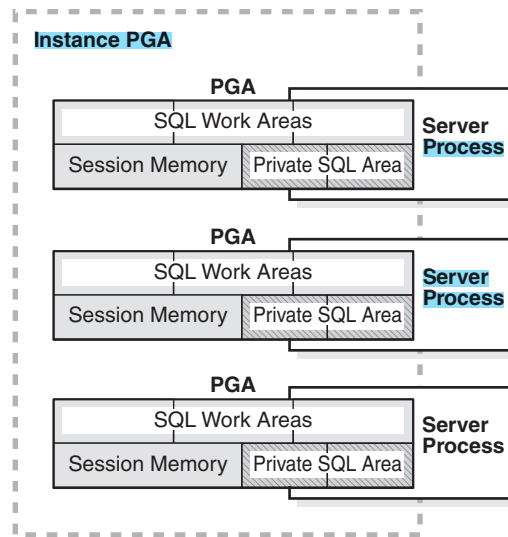 Instance PGA
PGA
SQL Work Areas
Session Memory
Private SQL Area
Server
Process
PGA
SQL Work Areas
Session Memory
Private SQL Area
Server
Process
PGA
SQL Work Areas
Session Memory
Private SQL Area
Server
Process